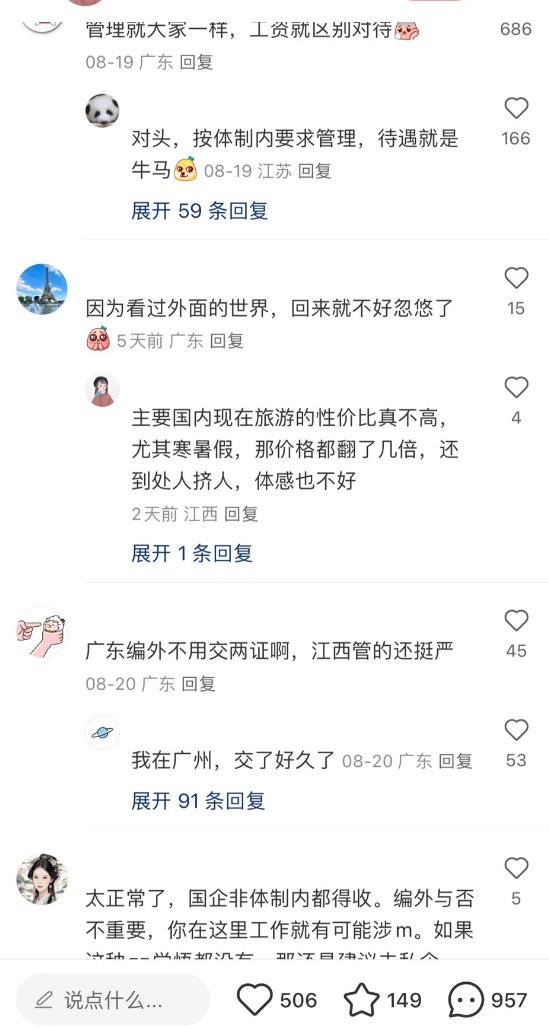 管理就大家一样，工资就区别对待
686
08-19 广东 回复
对头，按体制内要求管理，待遇就是
166
牛马 08-19 江苏 回复
展开 59 条回复
因为看过外面的世界，回来就不好忽悠了
15
5天前 广东 回复
主要国内现在旅游的性价比真不高，
4
尤其寒暑假，那价格都翻了几倍，还
到处人挤人，体感也不好
2天前 江西 回复
展开 1 条回复
广东编外不用交两证啊，江西管的还挺严
45
08-20 广东 回复
我在广州，交了好久了 08-20 广东 回复
53
展开 91 条回复
太正常了，国企非体制内都得收。编外与否
5
不重要，你在这里工作就有可能涉m。如果
说点什么...
506
149
957